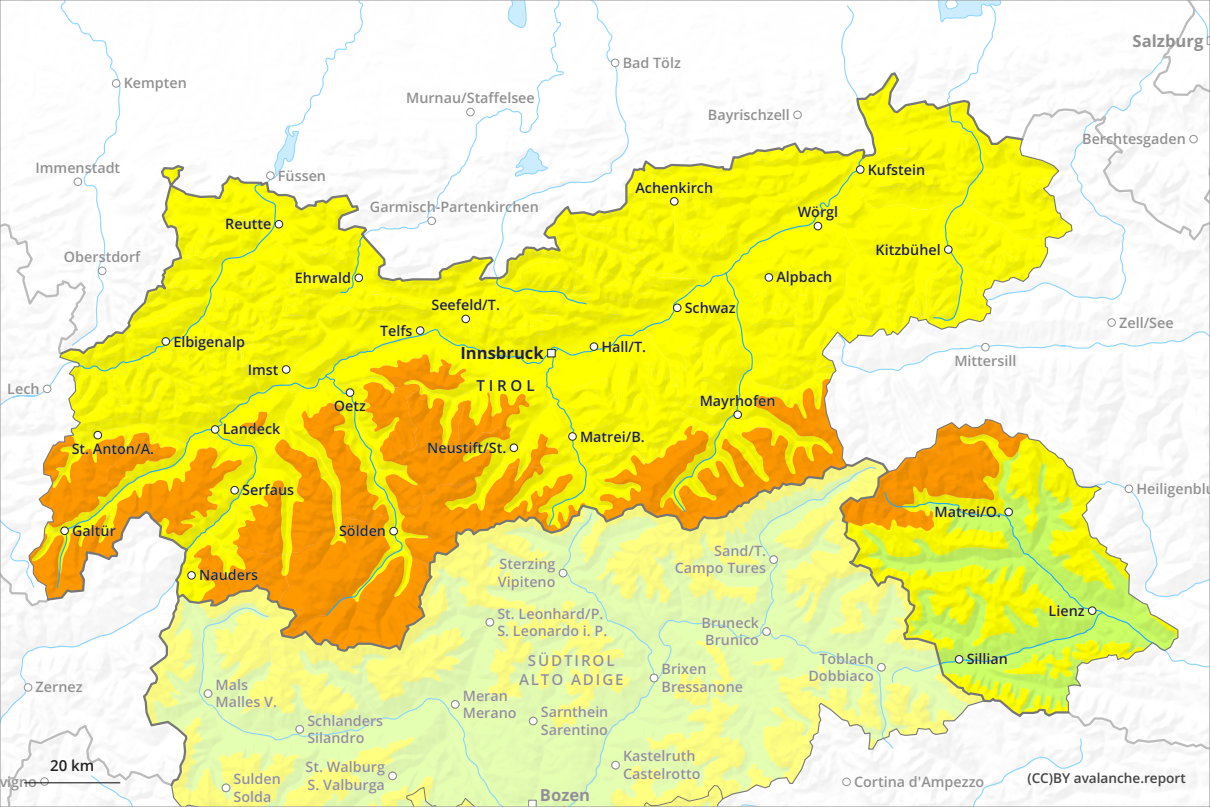 Salzburg
Bad Tölz
Kempten
Murnau/Staffelsee
Bayrischzell
Berchtesgaden
Immenstadt
Füssen
Kufstein
Achenkirch
Garmisch-Partenkirchen
Reutte
Wörgl
Oberstdorf
Kitzbühel
Ehrwald
Alpbach
Seefeld/T.
Schwaz
Telfs
Zell/See
Elbigenalp
Innsbruck
Hall/T.
Mittersill
Imst
TIROL
Lech
Oetz
Mayrhofen
Landeck
Matrei/B.
St. Anton/A.
Neustift/St.
Serfaus
Heiligenblu
Matrei/O.
Galtür
Sölden
Sand/T.
Campo Tures
Sterzing
Vipiteno
Nauders
St. Leonhard/P.
S. Leonardo i. P.
Lienz
Bruneck
Brunico
SÜDTIROL
ALTO ADIGE
Sillian
Toblach
Dobbiaco
Brixen
Bressanone
Zernez
Mals
Malles V.
Meran
Merano
Sarnthein
Sarentino
Schlanders
Silandro
Kastelruth
Castelrotto
20 km
St. Walburg
S. Valburga
vigno
Sulden
Solda
Cortina d'Ampezzo
(CC)BY avalanche.report
Bozen